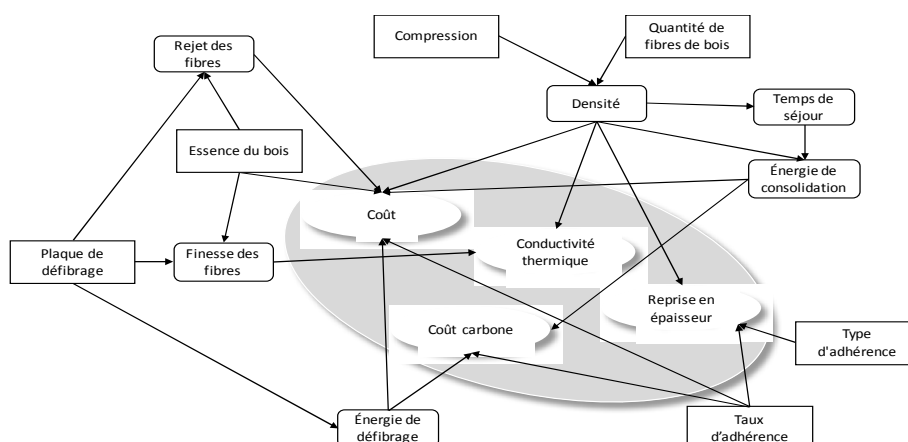 Compression
Quantité de
fibres de bois
Rejet des
fibres
Densité
Temps de
séjour
Essence du bois
Énergie de
consolidation
Coût
Plaque de
défibrage
Finesse des
fibres
Conductivité
thermique
Reprise en
épaisseur
Coût carbone
Type
d'adhérence
Énergie de
défibrage
Taux
d'adhérence